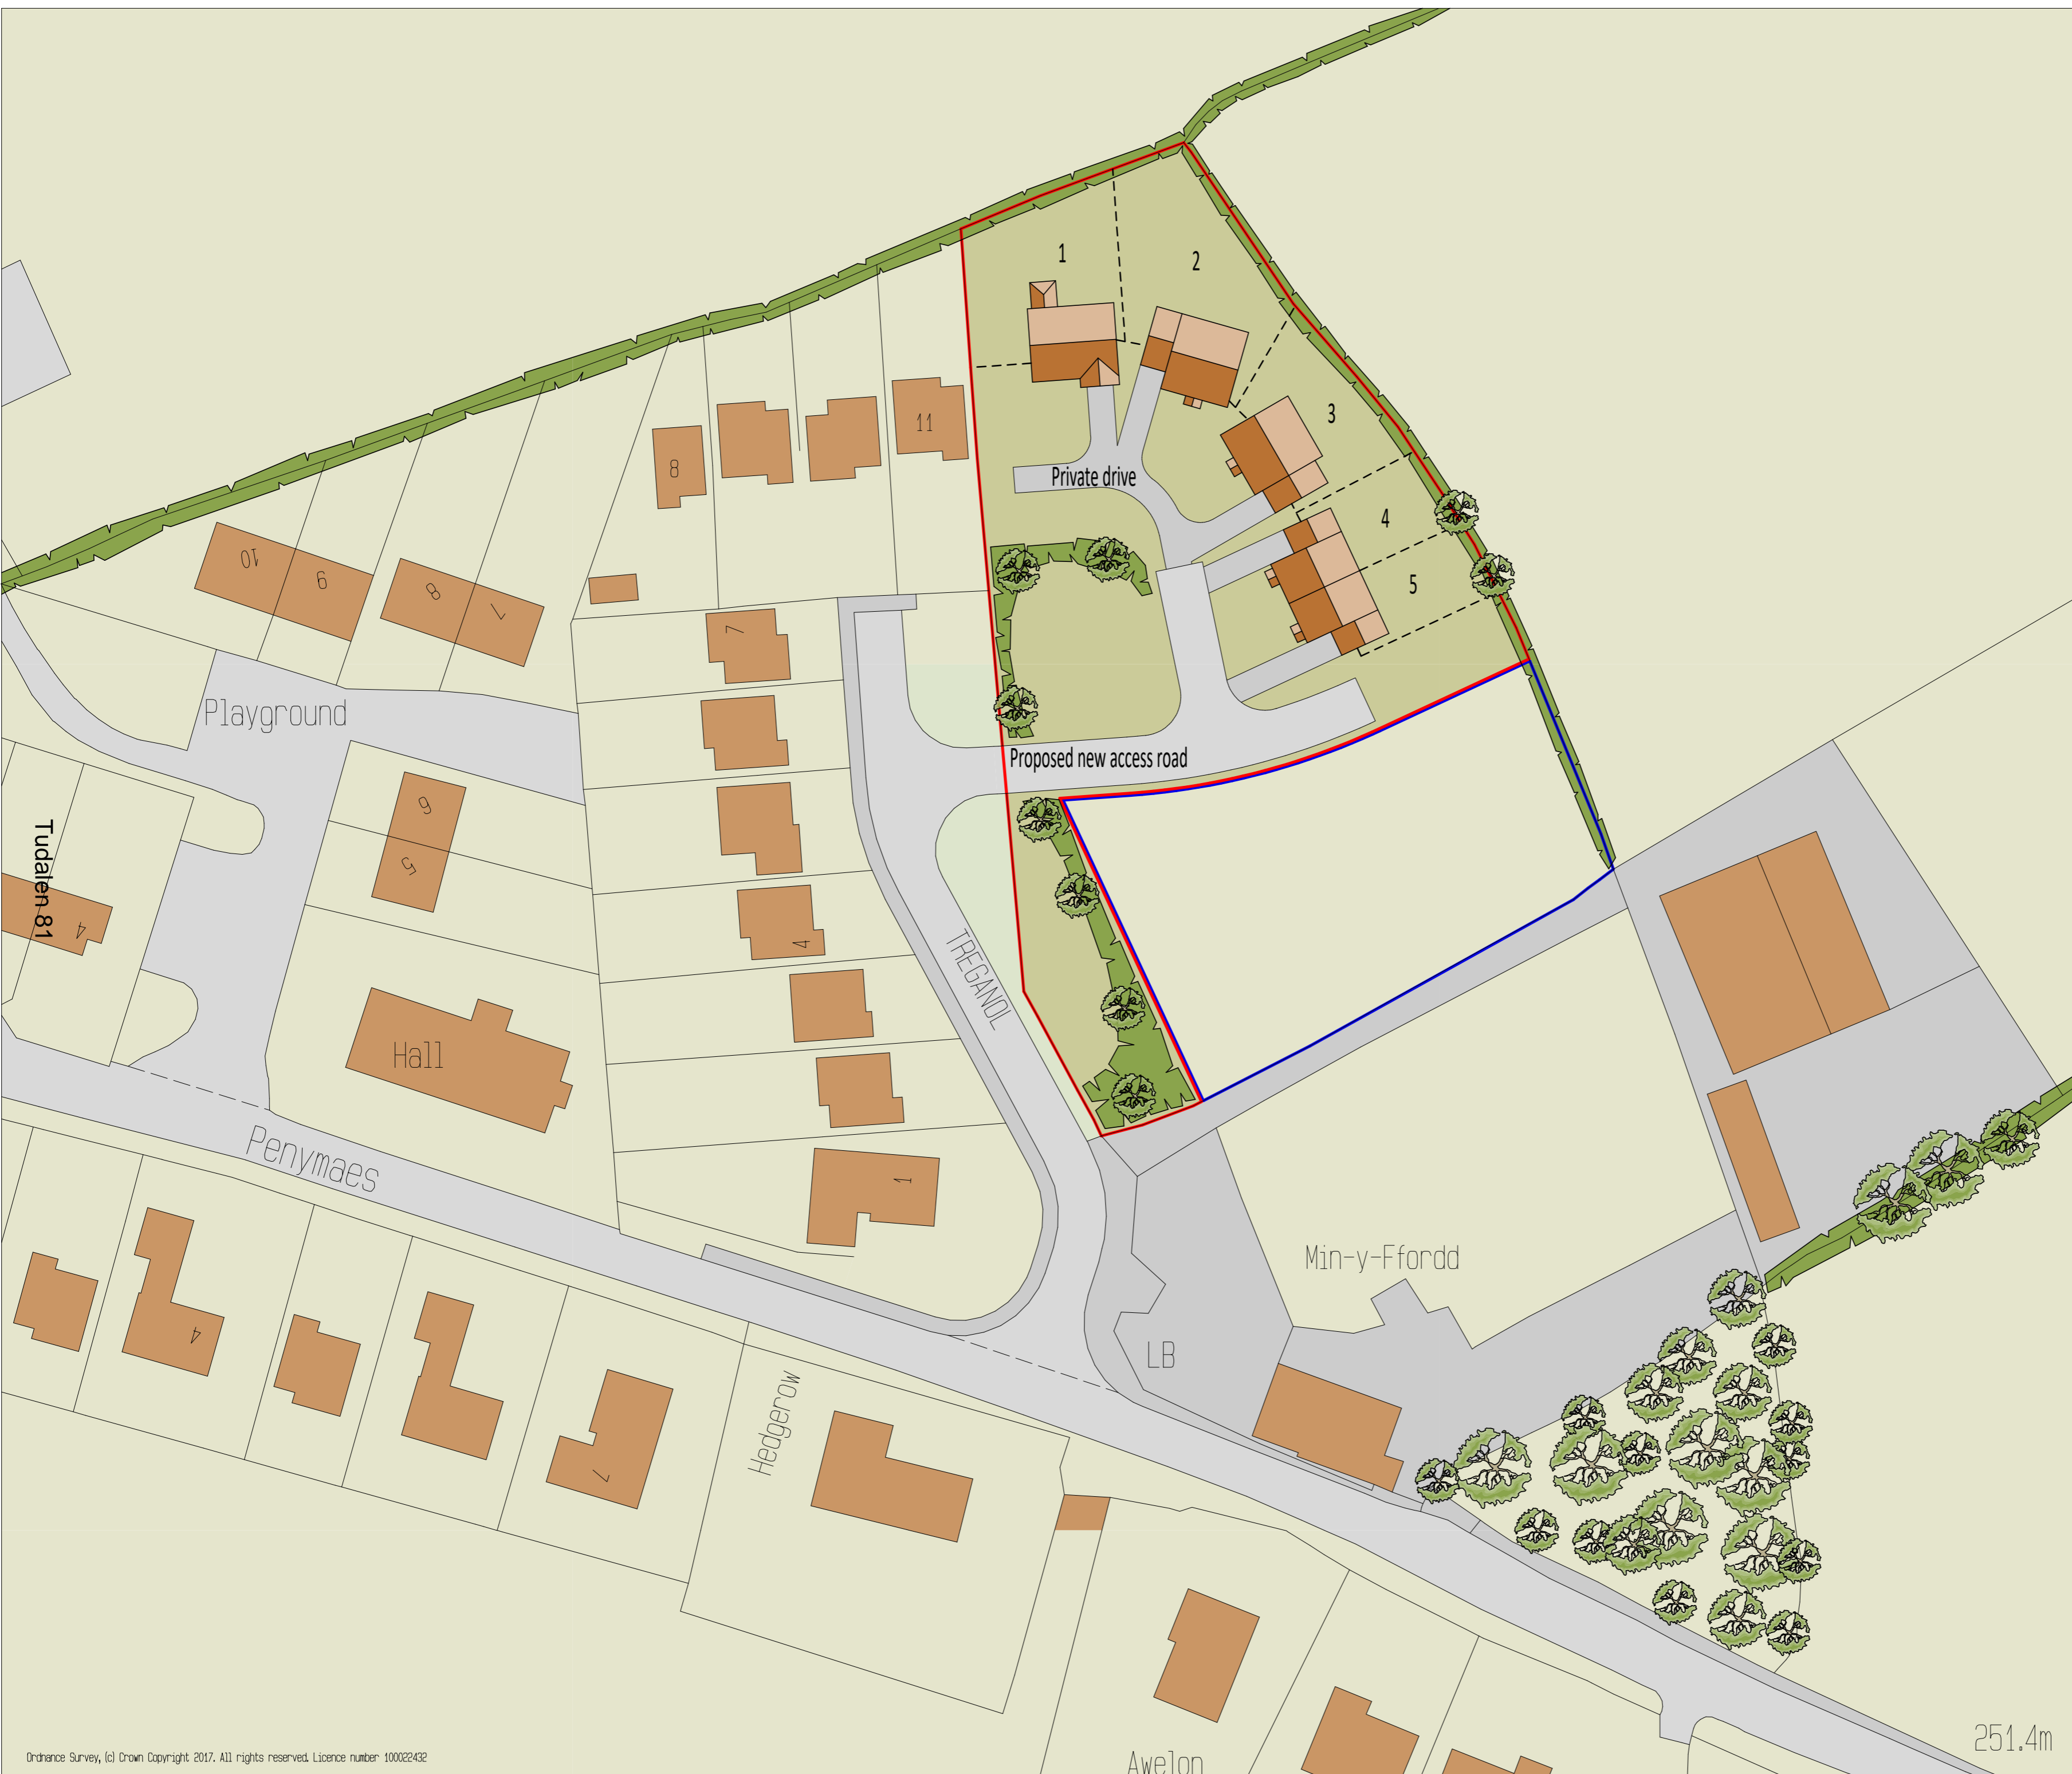 1
2
3
11
8
Private drive
4
10
9
8
7
5
7
Playground
Proposed new access road
6
5
Tudalen 81
4
4
TREGANOL
Hall
Penymaes
1
Min-y-Ffordd
4
LB
Hedgerow
7
251.4m
Ordnance Survey, (c) Crown Copyright 2017. All rights reserved. Licence number 100022432
Awelon